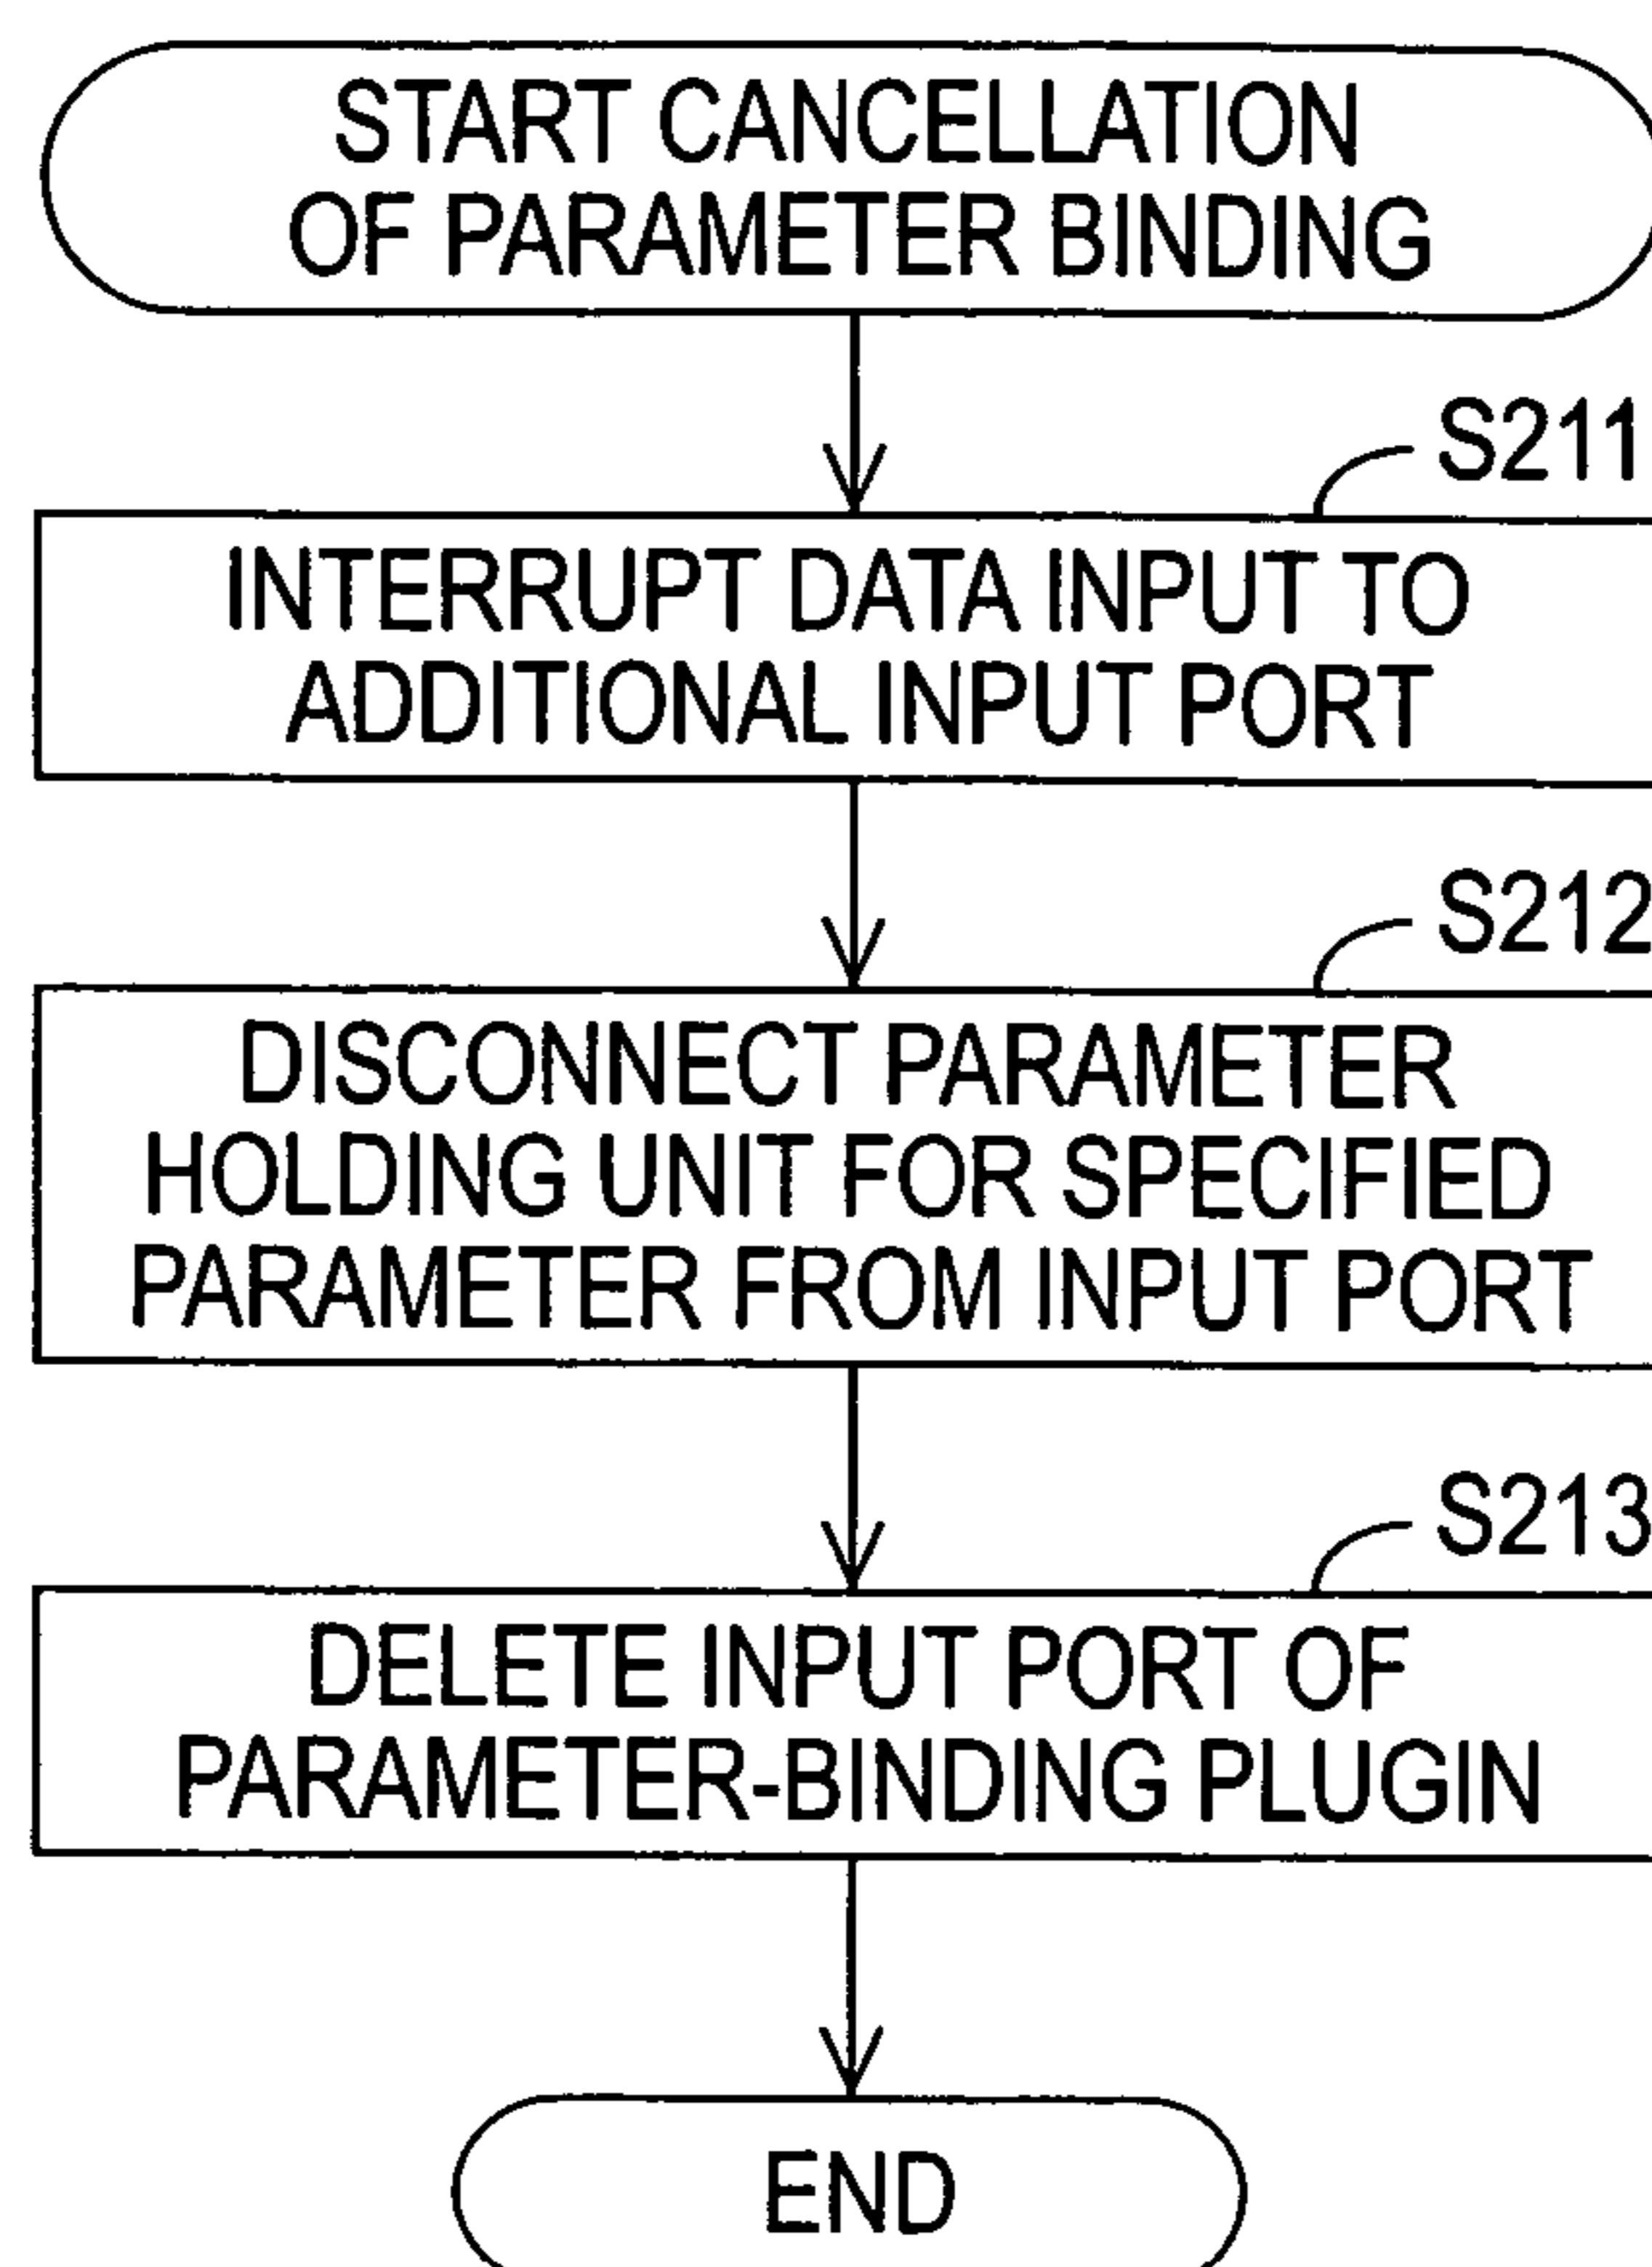 START CANCELLATION
OF PARAMETER BINDING
S211
INTERRUPT DATA INPUT TO
ADDITIONAL INPUT PORT
S212
DISCONNECT PARAMETER
HOLDING UNIT FOR SPECIFIED
PARAMETER FROM INPUT PORT
S213
DELETE INPUT PORT OF
PARAMETER-BINDING PLUGIN
END